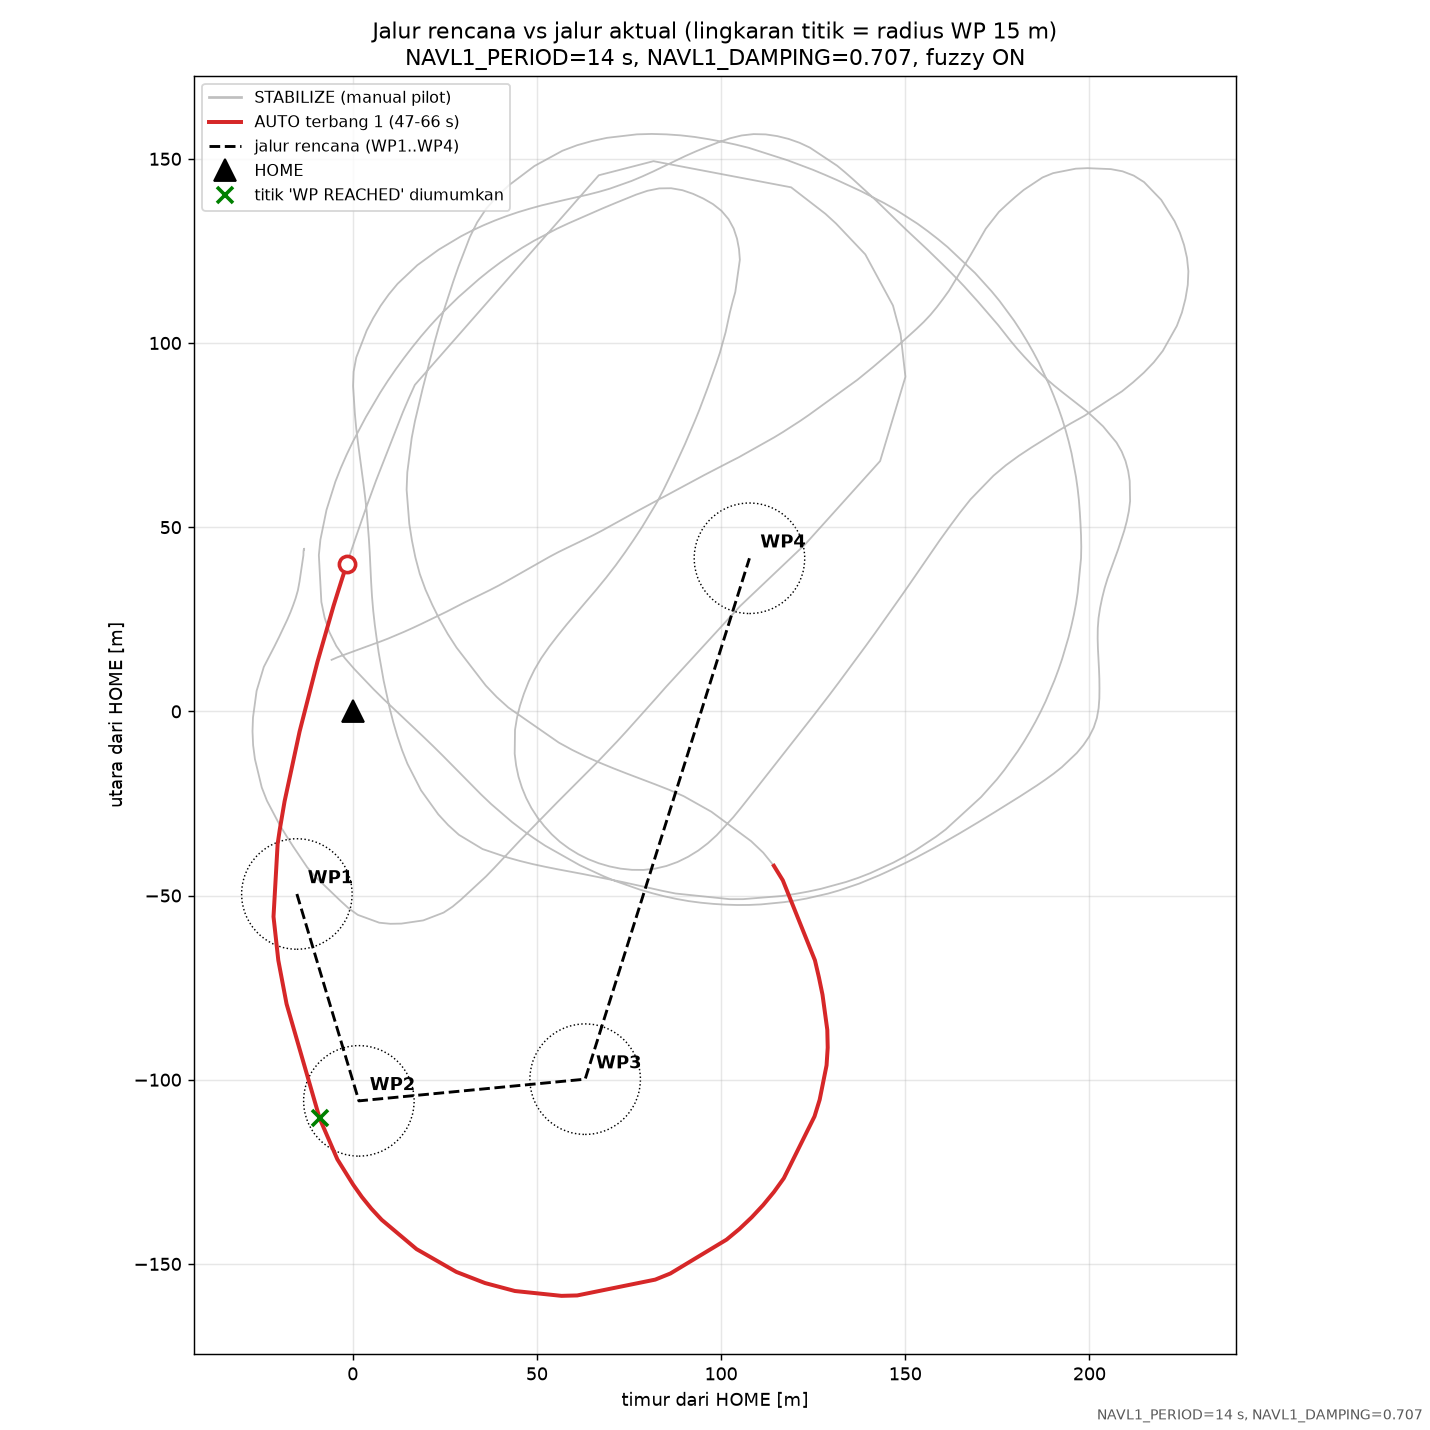 Jalur rencana vs jalur aktual (lingkaran titik = radius WP 15 m)
NAVL1_PERIOD=14 s, NAVL1_DAMPING=0.707, fuzzy ON
STABILIZE (manual pilot)
AUTO terbang 1 (47-66 s)
jalur rencana (WP1..WP4)
HOME
titik 'WP REACHED' diumumkan
150
100
50
0
−50
−100
−150
utara dari HOME [m]
WP4
WP1
WP3
WP2
0
50
100
150
200
timur dari HOME [m]
NAVL1_PERIOD=14 s, NAVL1_DAMPING=0.707